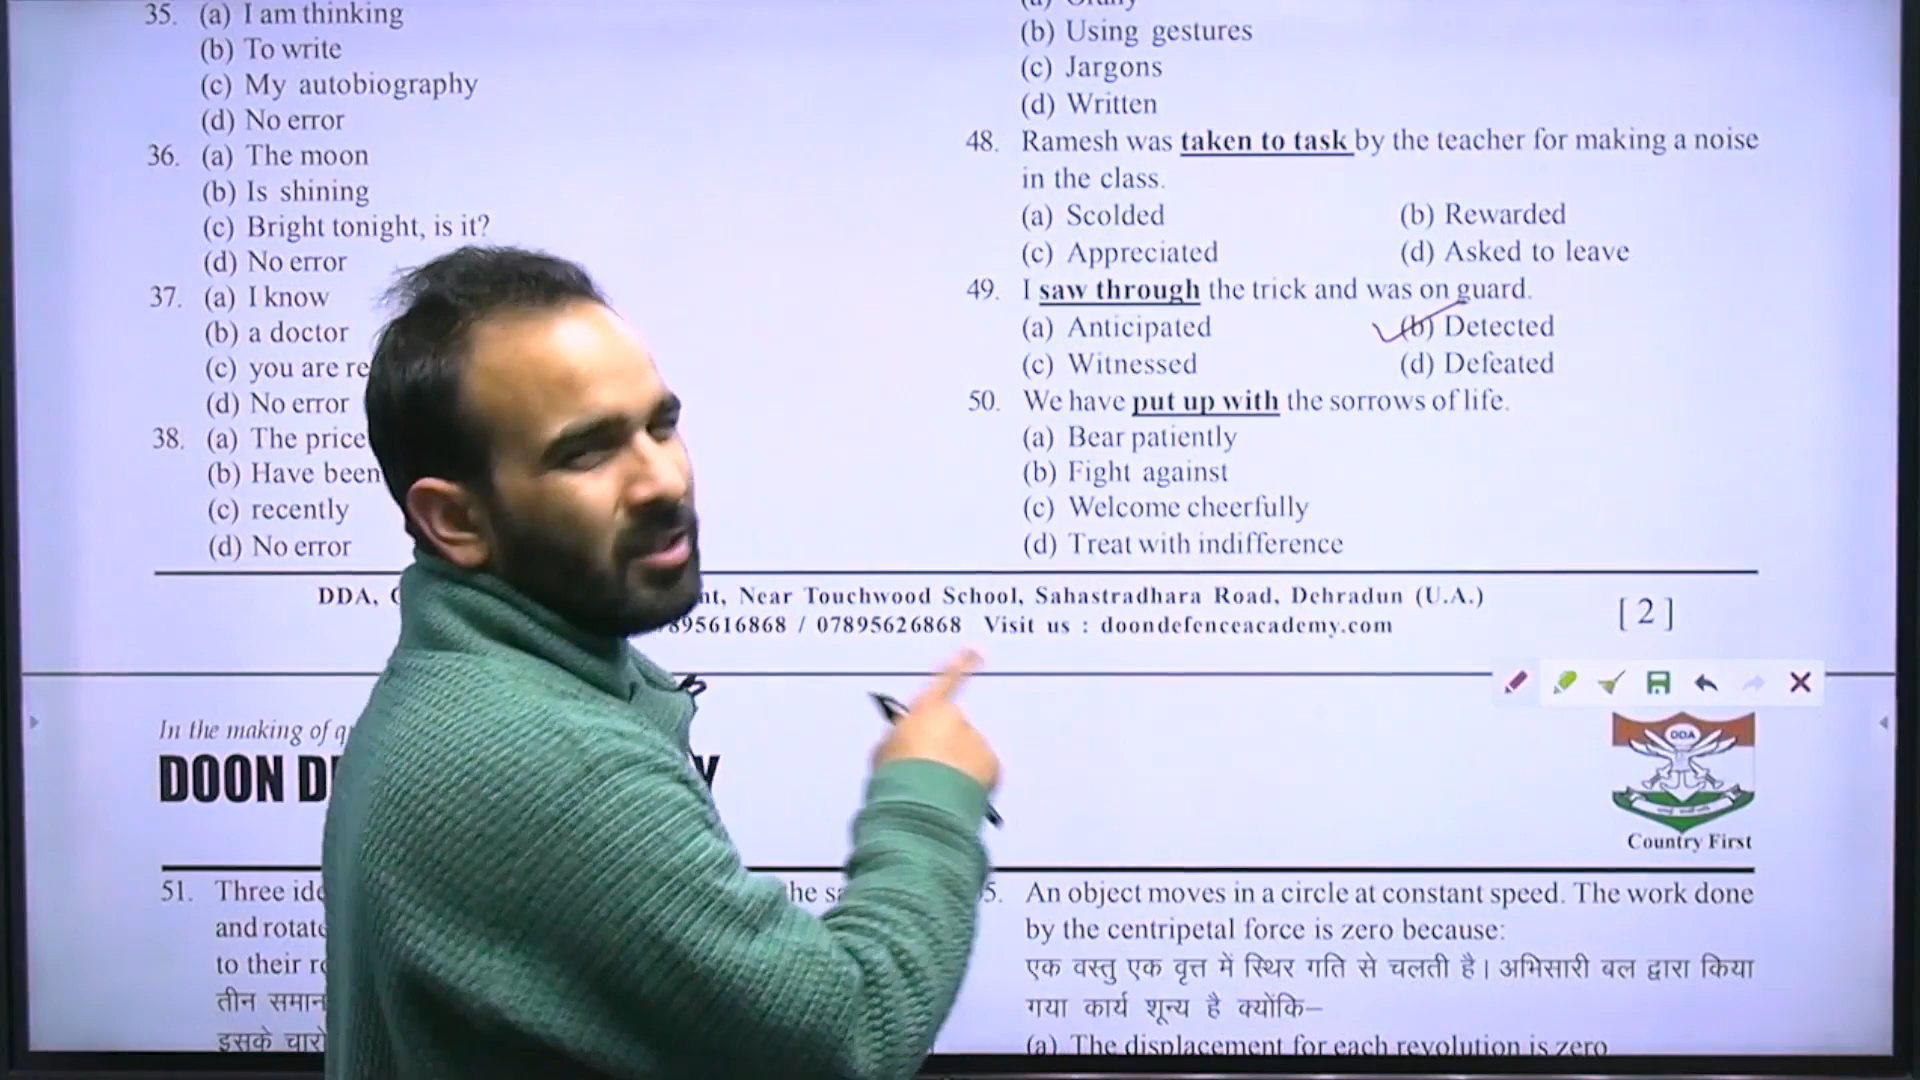 35. (a) I am thinking
(b) To write
(c) My autobiography
(d) No error
36. (a) The moon
(b) Is shining
(c) Bright tonight, is it?
(d) No error
37. (a) I know
(b) a doctor
(c) you are
(d) No error
38. (a) The price
(b) Have been
(c) recently
(d) No error
(b) Using gestures
(c) Jargons
(d) Written
48. Ramesh was taken to task by the teacher for making a noise
in the class.
(a) Scolded (b) Rewarded
(c) Appreciated (d) Asked to leave
49. I saw through the trick and was on guard.
(a) Anticipated (b) Detected
(c) Witnessed (d) Defeated
50. We have put up with the sorrows of life.
(a) Bear patiently
(b) Fight against
(c) Welcome cheerfully
(d) Treat with indifference
DDA, Near Touchwood School, Sahastradhara Road, Dehradun (U.A.)
895616868 / 07895626868 Visit us : doondefenceacademy.com
[2]
In the making of
DOON
DDA
Country First
51. Three
and
to their
तीन समान
इसके
5. An object moves in a circle at constant speed. The work done
by the centripetal force is zero because:
एक वस्तु एक वृत्त में स्थिर गति से चलती है। अभिसारी बल द्वारा किया
गया कार्य शून्य है क्योंकि–
(a) The displacement for each revolution is zero